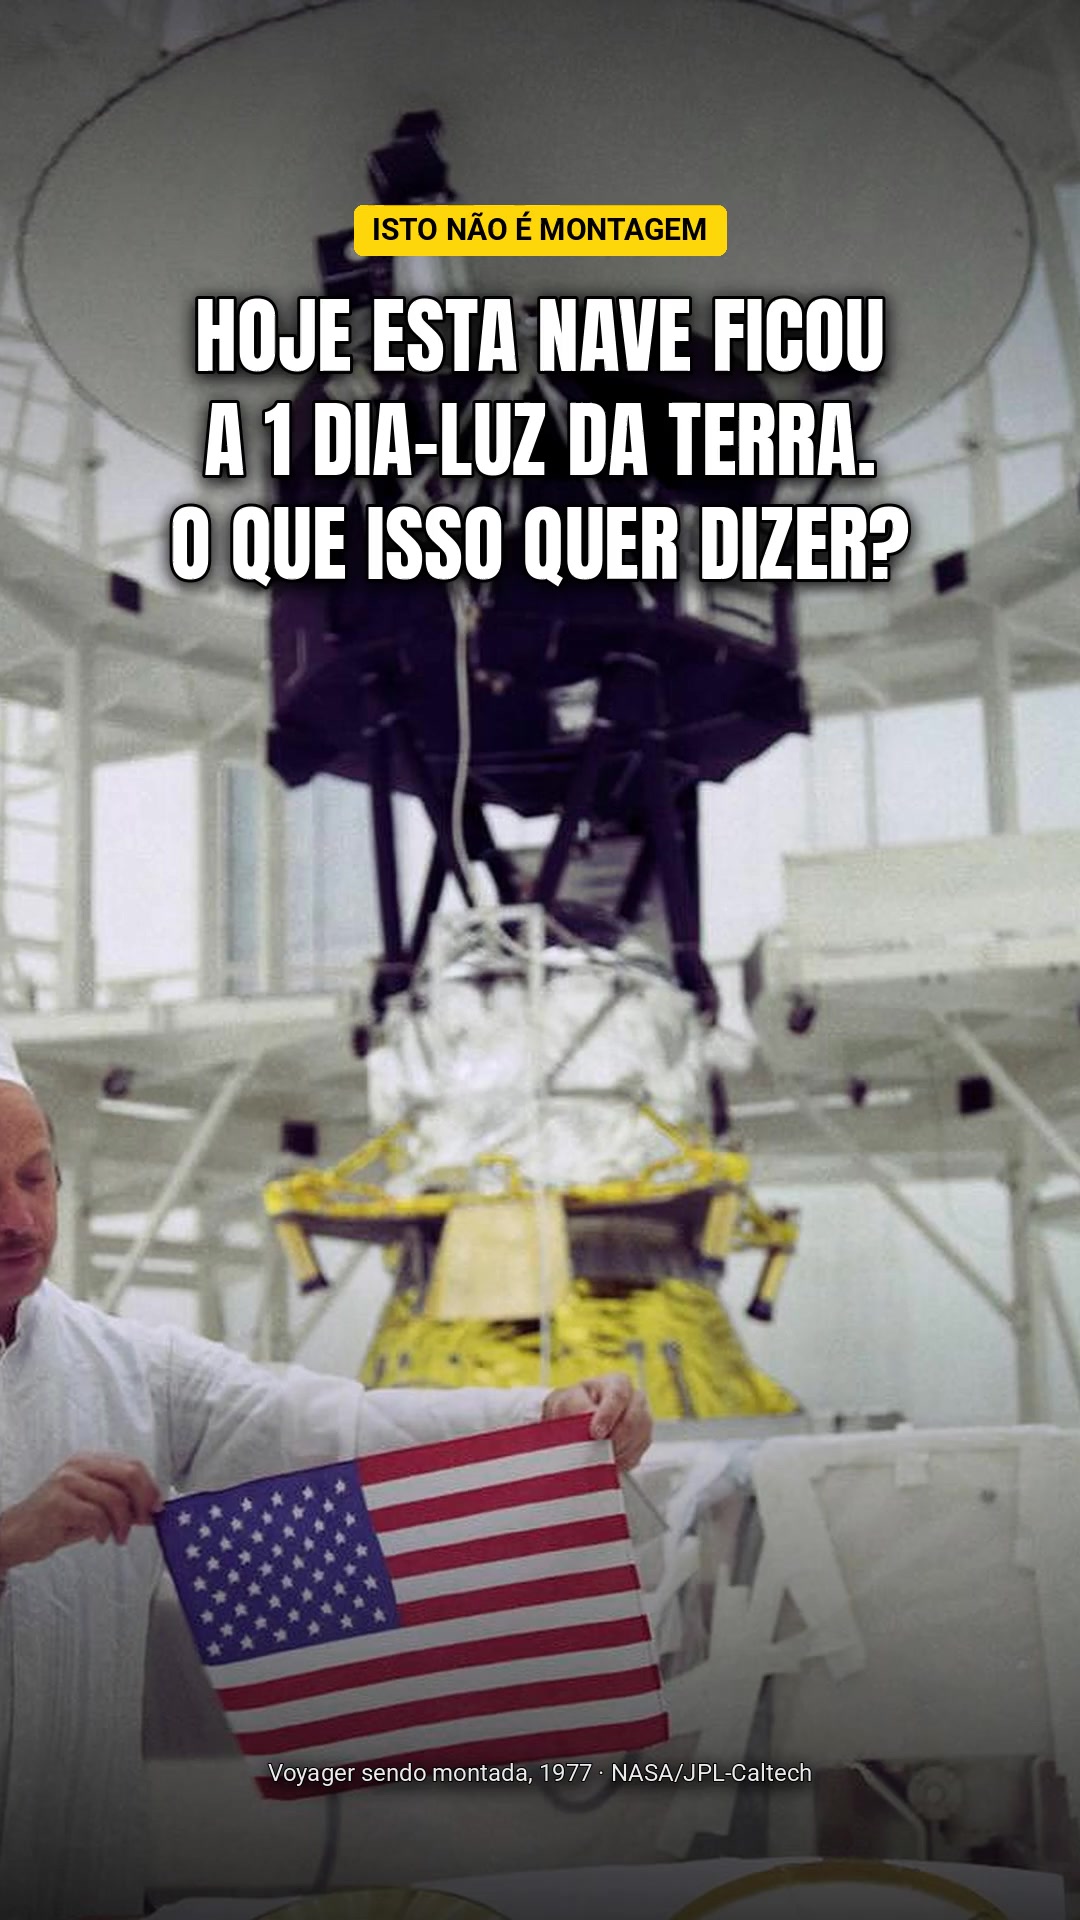 ISTO NÃO É MONTAGEM
HOJE ESTA NAVE FICOU
A 1 DIA-LUZ DA TERRA.
O QUE ISSO QUER DIZER?
Voyager sendo montada, 1977 · NASA/JPL-Caltech